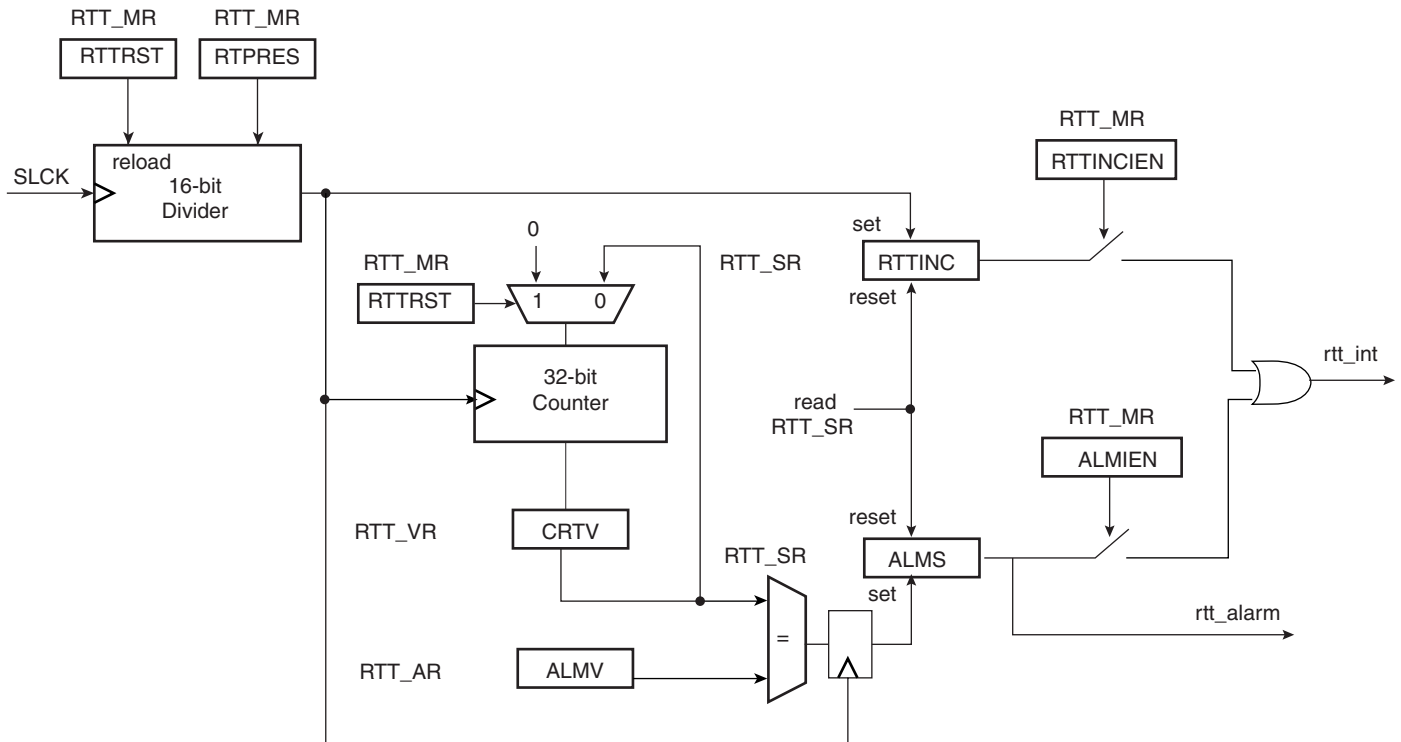 RTT_MR
RTT_MR
RTTRST
RTPRES
SLCK
reload
16-bit
Divider
RTT_MR
RTTINCIEN
0
set
RTT_MR
RTT_SR
RTTINC
RTTRST
1
0
reset
32-bit
Counter
rtt_int
read
RTT_SR
RTT_MR
ALMIEN
reset
RTT_VR
CRTV
RTT_SR
ALMS
set
rtt_alarm
=
RTT_AR
ALMV